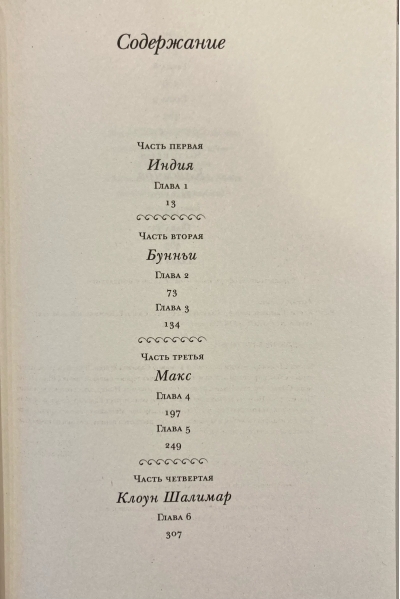 Содержание
Часть первая
Индия
Глава 1
13
Часть вторая
Бунньи
Глава 2
73
Глава 3
134
Часть третья
Макс
Глава 4
197
Глава 5
249
Часть четвертая
Клоун Шалимар
Глава 6
307